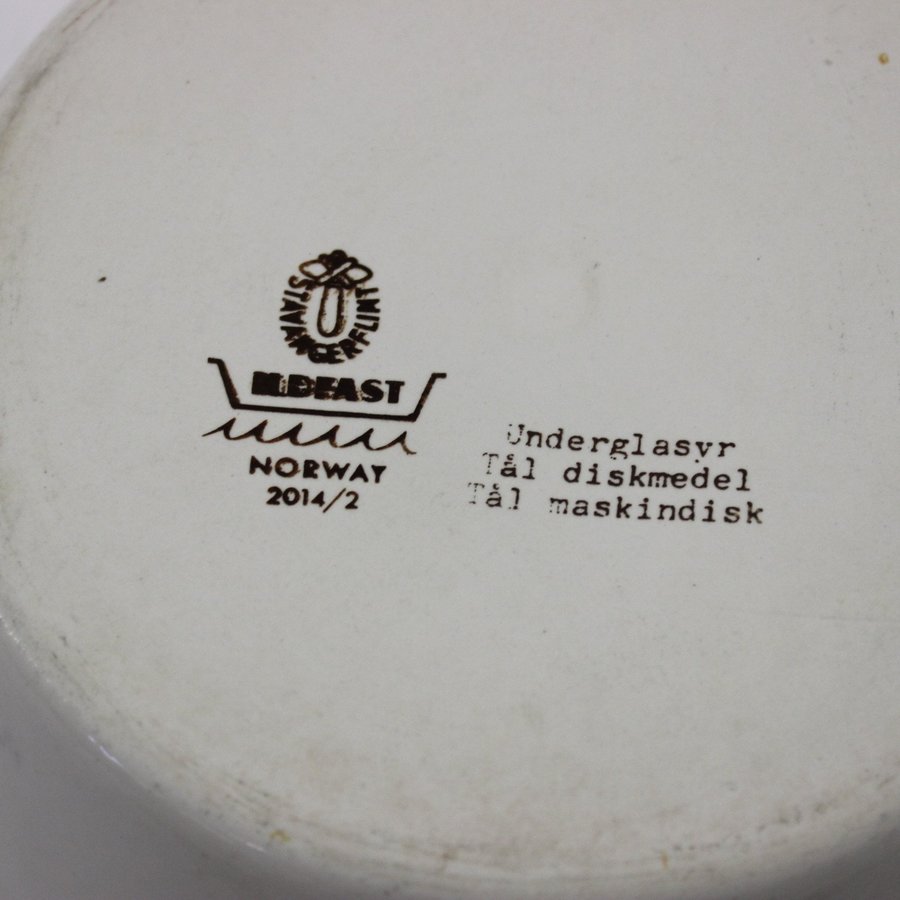 STAVANGERFLINT
ILDFAST
NORWAY
2014/2
Underglasyr
Tål diskmedel
Tål maskindisk